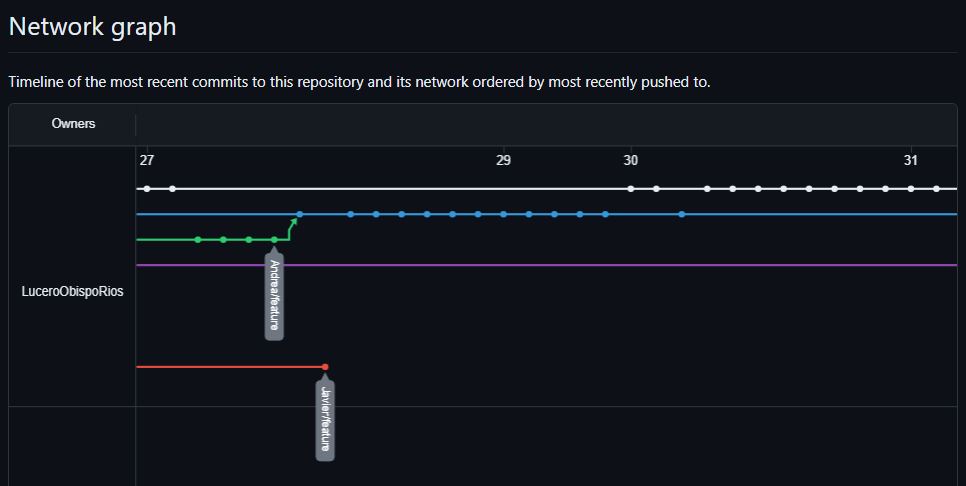 Network graph
Timeline of the most recent commits to this repository and its network ordered by most recently pushed to.
Owners
27 29 30 31
LuceroObispoRios
Andrea/feature
Javier/feature